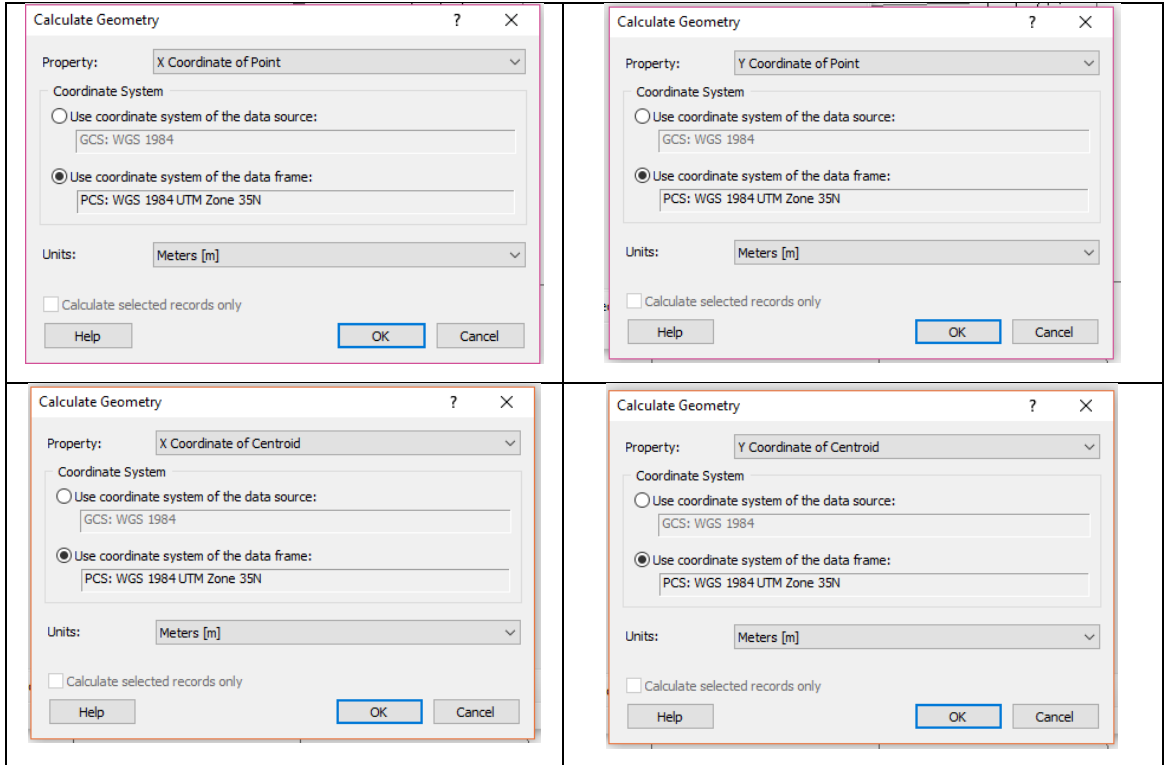 Calculate Geometry ?
Property: X Coordinate of Point
Coordinate System
Use coordinate system of the data source:
GCS: WGS 1984
Use coordinate system of the data frame:
PCS: WGS 1984 UTM Zone 35N
Units: Meters [m]
Calculate selected records only
Help OK Cancel
Calculate Geometry ?
Property: Y Coordinate of Point
Coordinate System
Use coordinate system of the data source:
GCS: WGS 1984
Use coordinate system of the data frame:
PCS: WGS 1984 UTM Zone 35N
Units: Meters [m]
Calculate selected records only
Help OK Cancel
Calculate Geometry ?
Property: X Coordinate of Centroid
Coordinate System
Use coordinate system of the data source:
GCS: WGS 1984
Use coordinate system of the data frame:
PCS: WGS 1984 UTM Zone 35N
Units: Meters [m]
Calculate selected records only
Help OK Cancel
Calculate Geometry ?
Property: Y Coordinate of Centroid
Coordinate System
Use coordinate system of the data source:
GCS: WGS 1984
Use coordinate system of the data frame:
PCS: WGS 1984 UTM Zone 35N
Units: Meters [m]
Calculate selected records only
Help OK Cancel